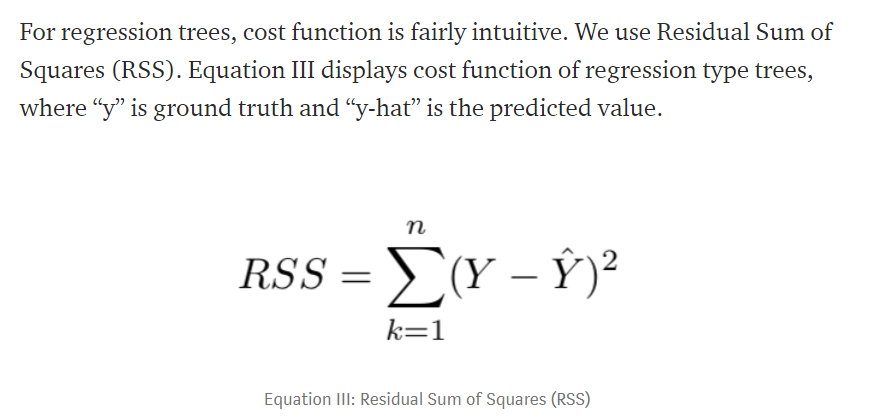 For regression trees, cost function is fairly intuitive. We use Residual Sum of
Squares (RSS). Equation III displays cost function of regression type trees,
where “y” is ground truth and “y-hat” is the predicted value.
n
RSS = ∑(Y − Ŷ)²
k=1
Equation III: Residual Sum of Squares (RSS)